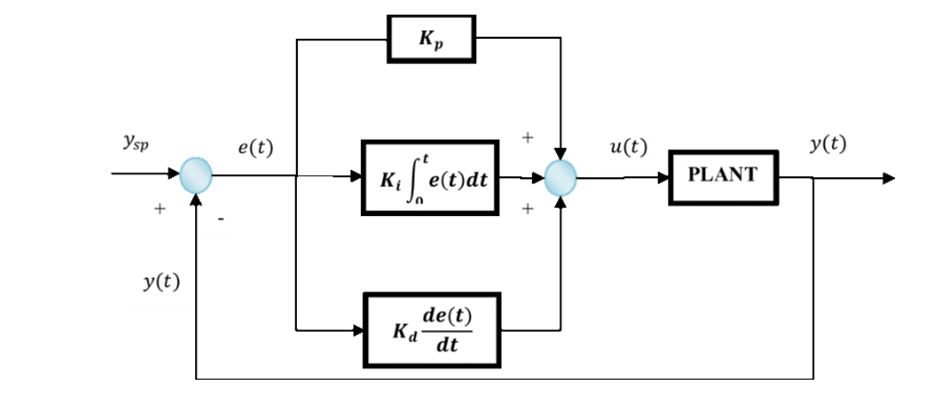 K_p
y_sp
e(t)
+
u(t)
y(t)
K_i ∫_0^t e(t)dt
PLANT
+
-
+
y(t)
K_d de(t)/dt